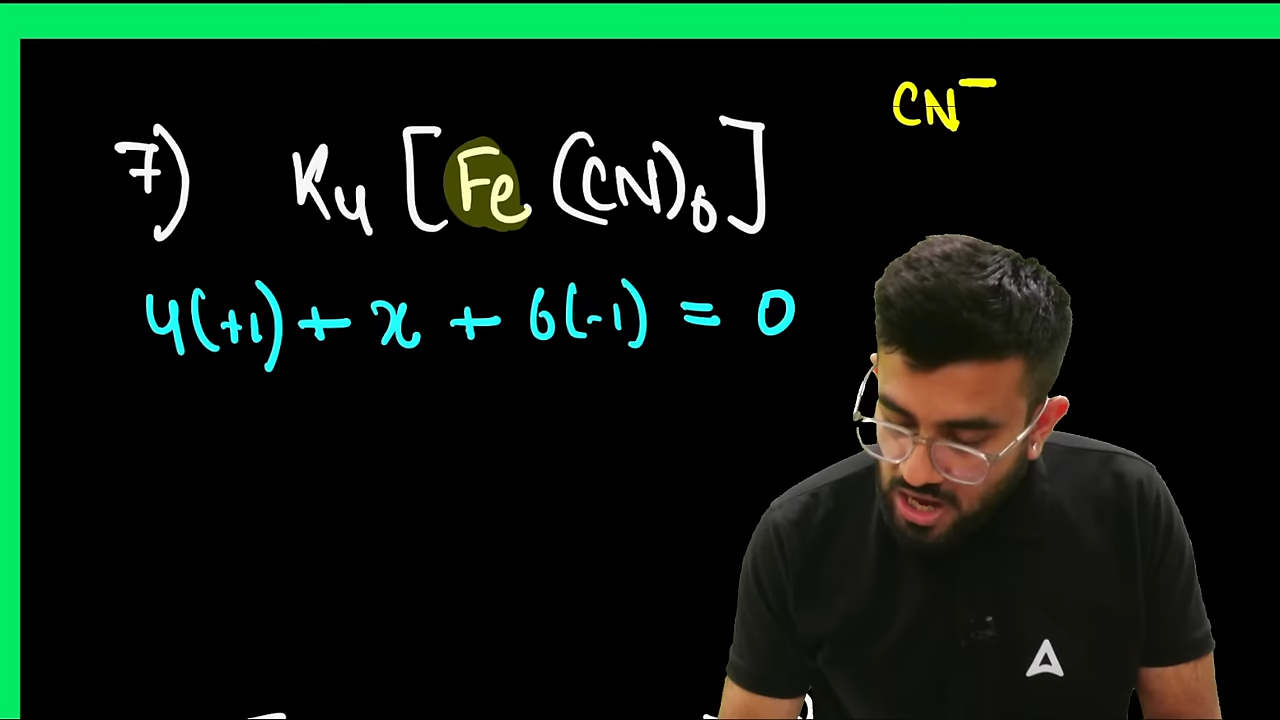 CN⁻
7) K₄ [Fe (CN)₆]
4(+1) + x + 6(-1) = 0